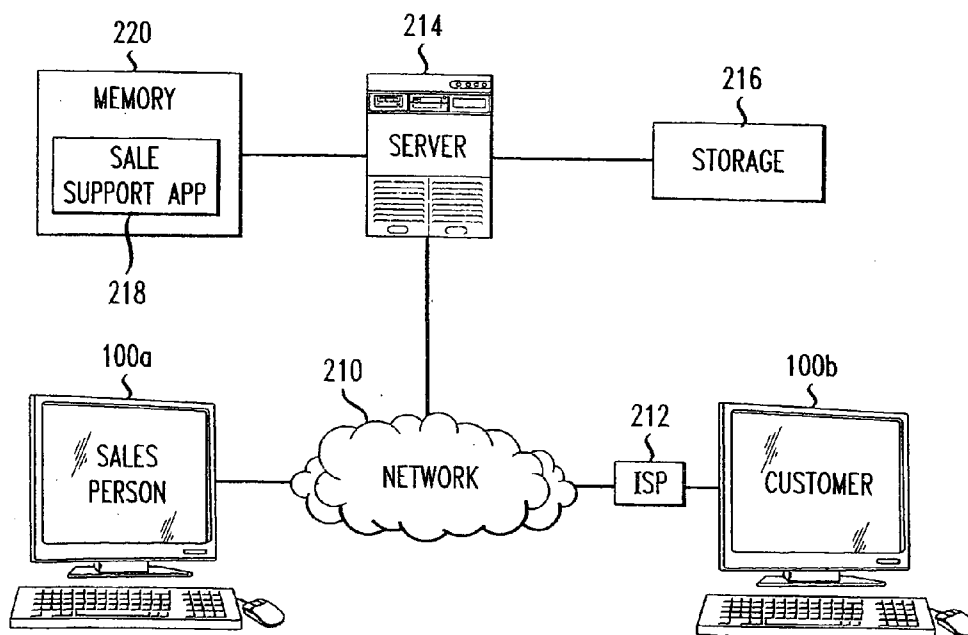 220
MEMORY
SALE
SUPPORT APP
218
214
SERVER
216
STORAGE
100a
SALES
PERSON
210
NETWORK
212
ISP
100b
CUSTOMER